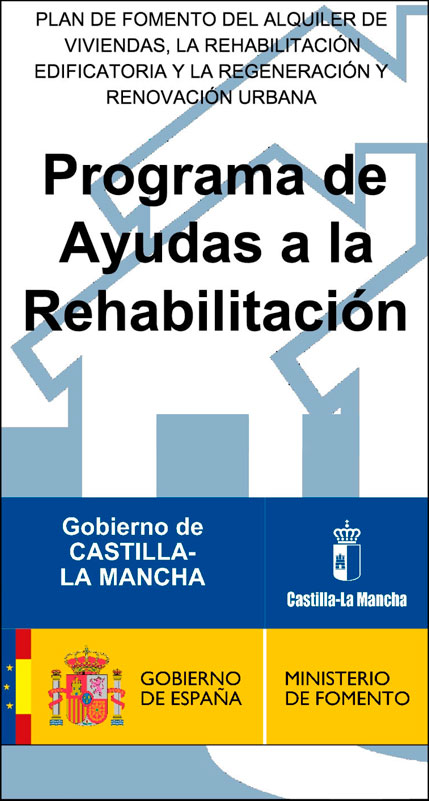 PLAN DE FOMENTO DEL ALQUILER DE
VIVIENDAS, LA REHABILITACIÓN
EDIFICATORIA Y LA REGENERACIÓN Y
RENOVACIÓN URBANA
Programa de
Ayudas a la
Rehabilitación
Gobierno de
CASTILLA-
LA MANCHA
Castilla-La Mancha
GOBIERNO
DE ESPAÑA
MINISTERIO
DE FOMENTO